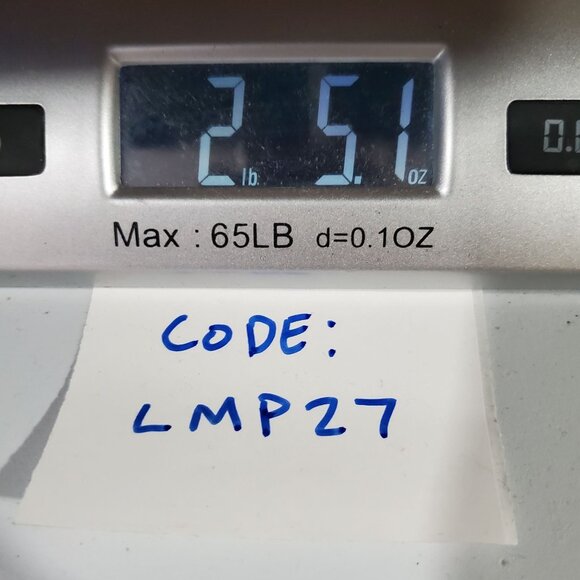 2 lb. 5.1 oz
Max : 65LB d=0.1OZ
CODE:
LMP27